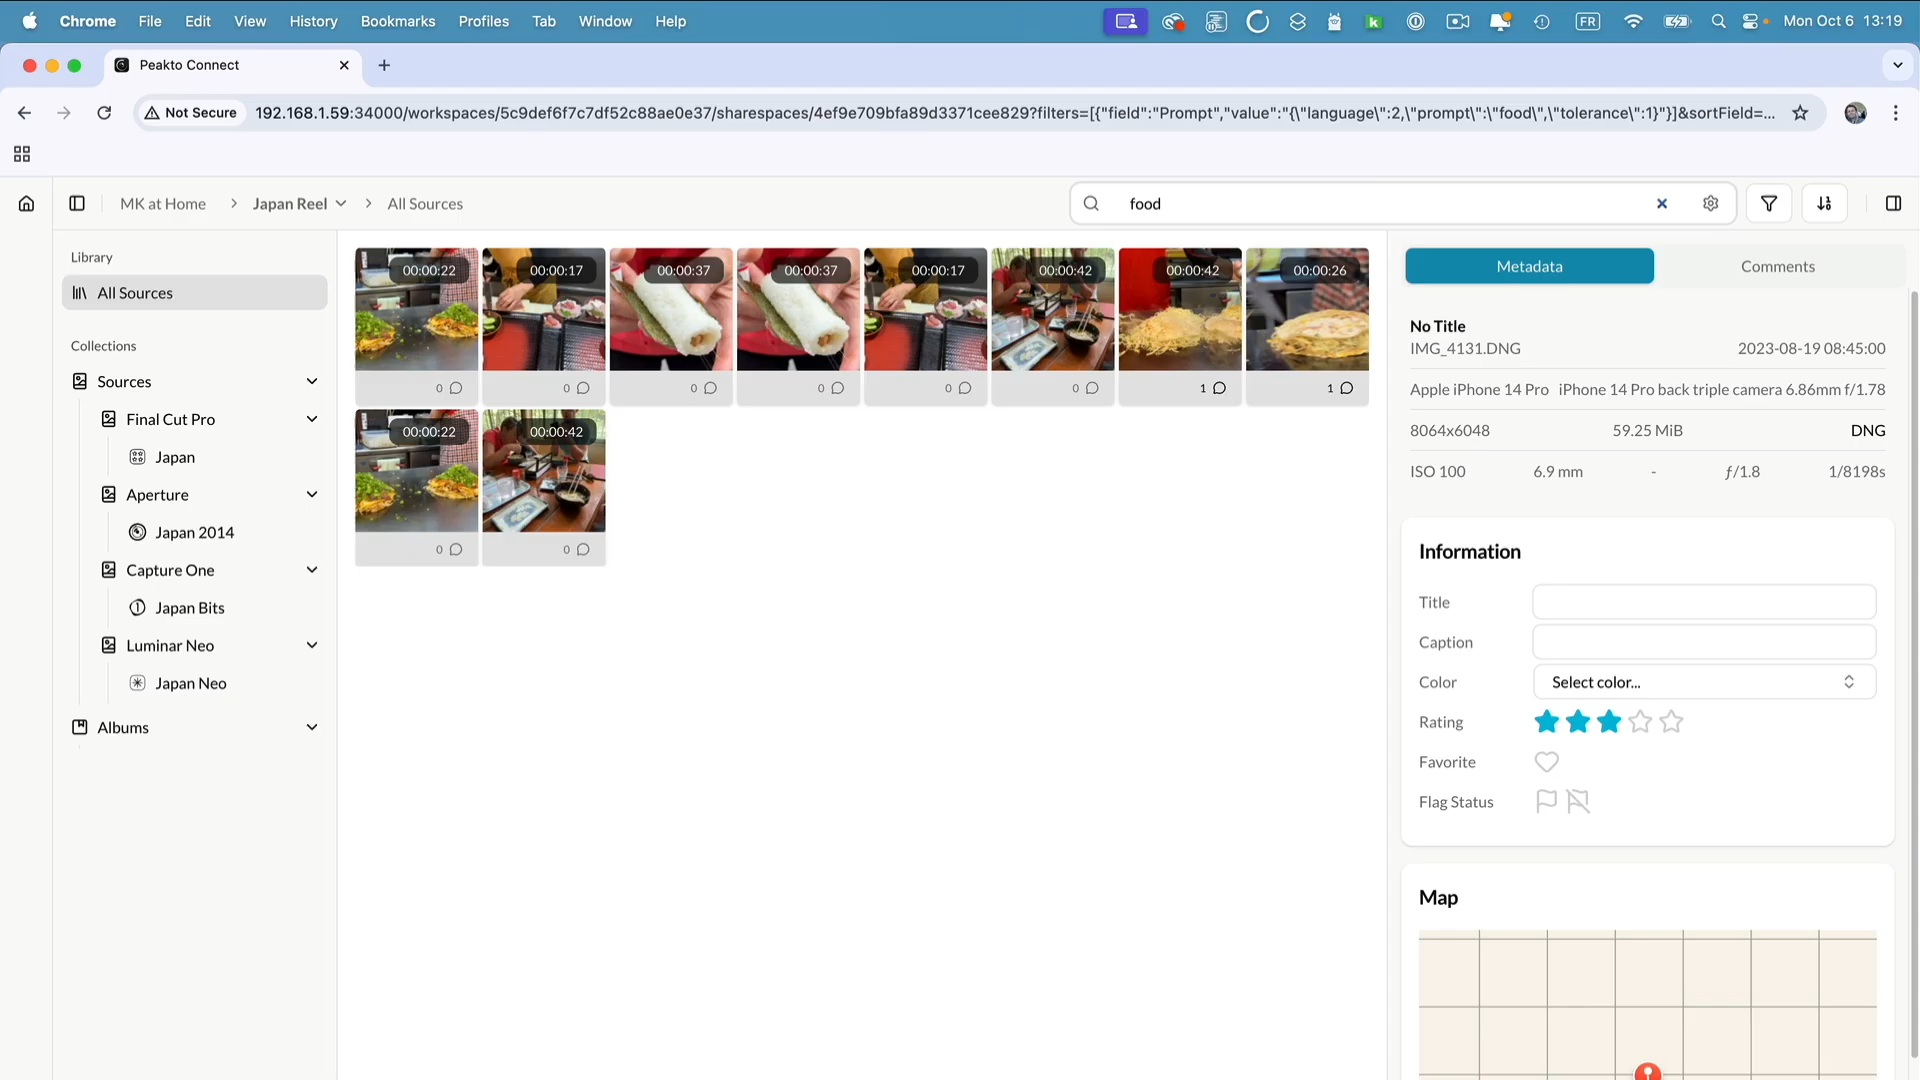 Chrome File Edit View History Bookmarks Profiles Tab Window Help FR Mon Oct 6 13:19
Peakto Connect
Not Secure 192.168.1.59:34000/workspaces/5c9def6f7c7df52c88ae0e37/sharespaces/4ef9e709bfa89d3371cee829?filters=[{"field":"Prompt","value":"{\"language\":2,\"prompt\":\"food\",\"tolerance\":1}"}]&sortField=...
MK at Home > Japan Reel > All Sources food
Library
All Sources
Collections
Sources
Final Cut Pro
Japan
Aperture
Japan 2014
Capture One
Japan Bits
Luminar Neo
Japan Neo
Albums
00:00:22 00:00:17 00:00:37 00:00:37 00:00:17 00:00:42 00:00:42 00:00:26
0 0 0 0 0 0 1 1
00:00:22 00:00:42
0 0
Metadata Comments
No Title
IMG_4131.DNG 2023-08-19 08:45:00
Apple iPhone 14 Pro iPhone 14 Pro back triple camera 6.86mm f/1.78
8064x6048 59.25 MiB DNG
ISO 100 6.9 mm - ƒ/1.8 1/8198s
Information
Title
Caption
Color Select color...
Rating
Favorite
Flag Status
Map